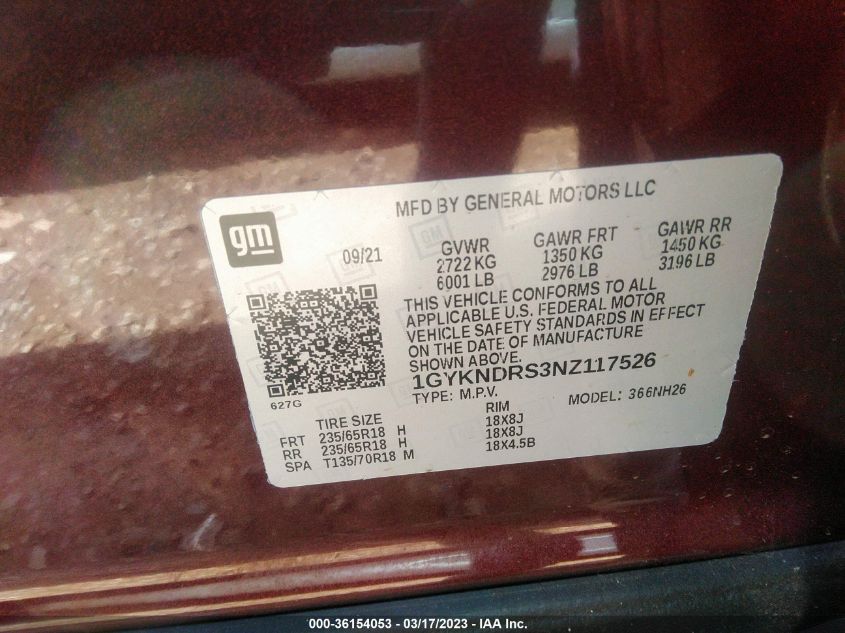 MFD BY GENERAL MOTORS LLC
gm
09/21
GVWR GAWR FRT GAWR RR
2722 KG 1350 KG 1450 KG
6001 LB 2976 LB 3196 LB
THIS VEHICLE CONFORMS TO ALL
APPLICABLE U.S. FEDERAL MOTOR
VEHICLE SAFETY STANDARDS IN EFFECT
ON THE DATE OF MANUFACTURE
SHOWN ABOVE.
1GYKNDRS3NZ117526
TYPE: M.P.V. MODEL: 366NH26
627G
TIRE SIZE RIM
FRT 235/65R18 H 18X8J
RR 235/65R18 H 18X8J
SPA T135/70R18 M 18X4.5B
000-36154053 - 03/17/2023 - IAA Inc.